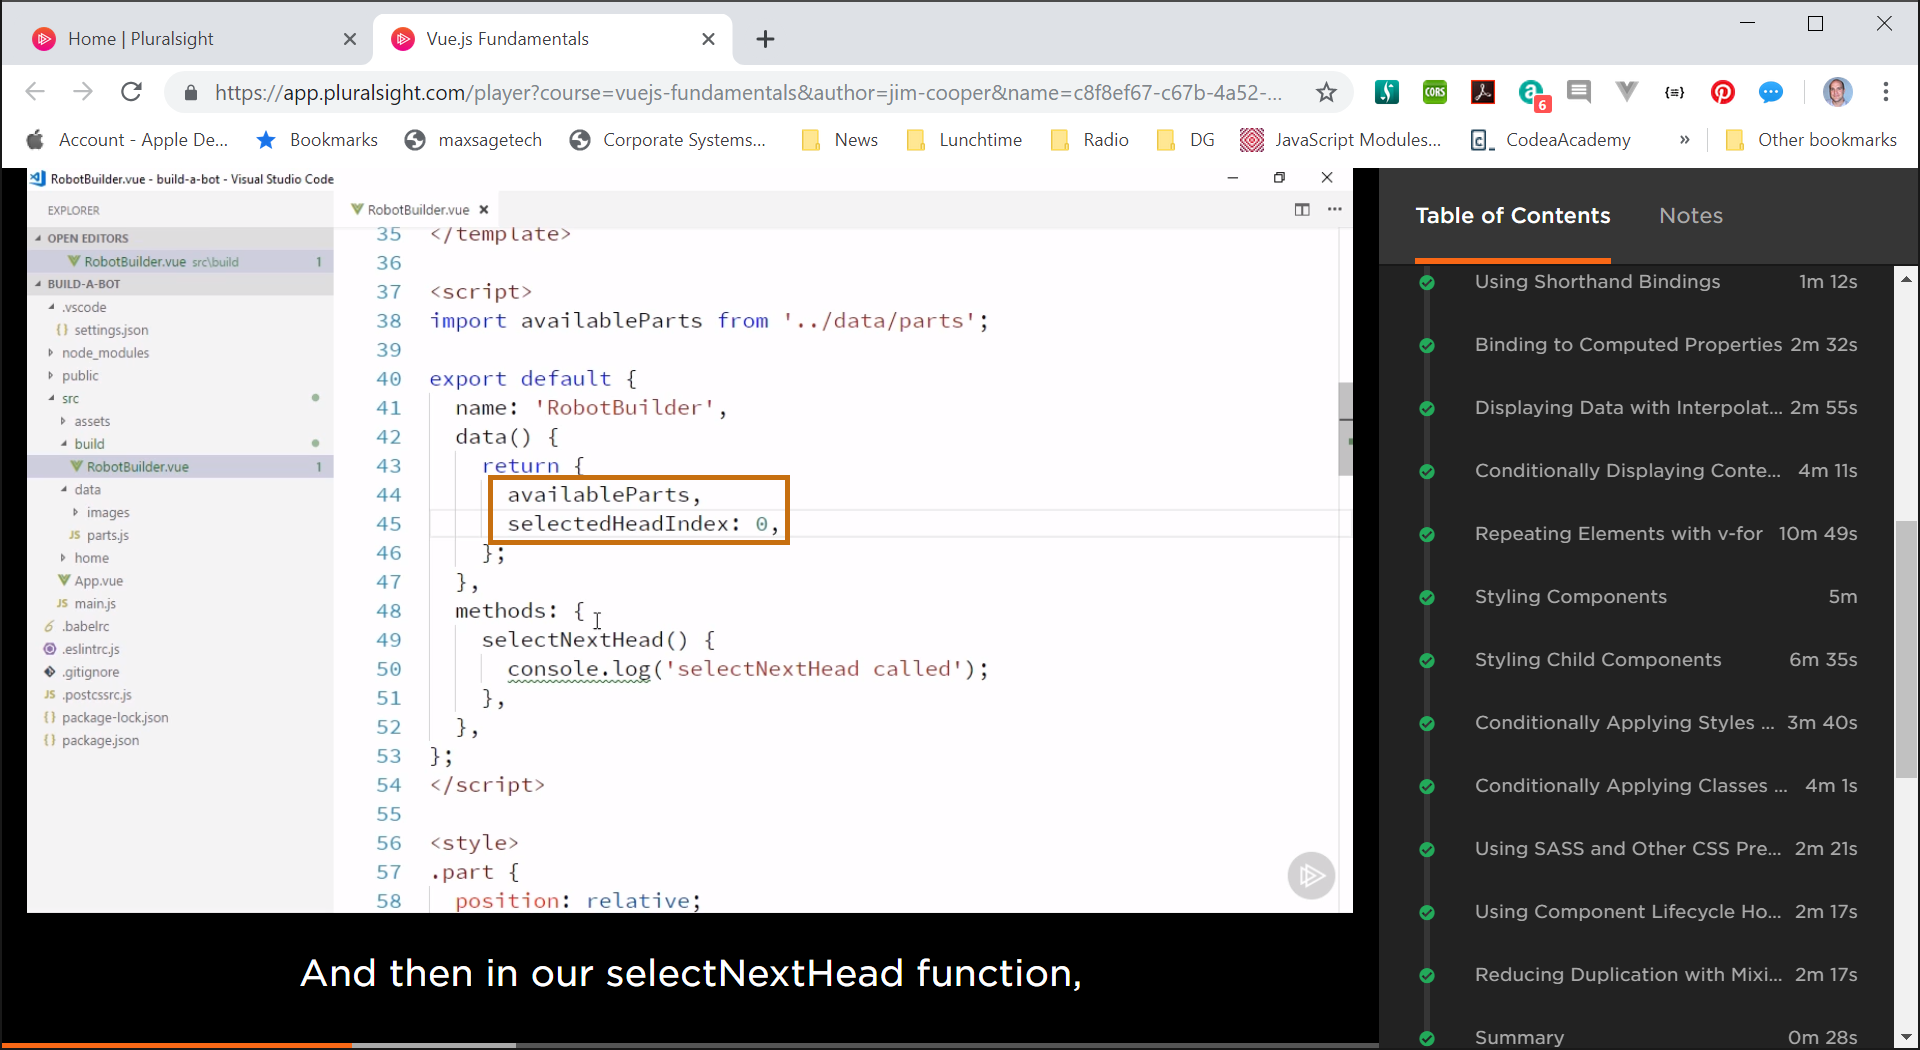 Home | Pluralsight
Vue.js Fundamentals
https://app.pluralsight.com/player?course=vuejs-fundamentals&author=jim-cooper&name=c8f8ef67-c67b-4a52-...
CORS
6
{≡}
Account - Apple De...
Bookmarks
maxsagetech
Corporate Systems...
News
Lunchtime
Radio
DG
JavaScript Modules...
CodeaAcademy
»
Other bookmarks
RobotBuilder.vue - build-a-bot - Visual Studio Code
EXPLORER
OPEN EDITORS
RobotBuilder.vue src\build 1
BUILD-A-BOT
.vscode
{} settings.json
node_modules
public
src
assets
build
RobotBuilder.vue 1
data
images
JS parts.js
home
App.vue
JS main.js
.babelrc
.eslintrc.js
.gitignore
JS .postcssrc.js
{} package-lock.json
{} package.json
RobotBuilder.vue
35 </template>
36
37 <script>
38 import availableParts from '../data/parts';
39
40 export default {
41 name: 'RobotBuilder',
42 data() {
43 return {
44 availableParts,
45 selectedHeadIndex: 0,
46 };
47 },
48 methods: {
49 selectNextHead() {
50 console.log('selectNextHead called');
51 },
52 },
53 };
54 </script>
55
56 <style>
57 .part {
58 position: relative;
And then in our selectNextHead function,
Table of Contents
Notes
Using Shorthand Bindings 1m 12s
Binding to Computed Properties 2m 32s
Displaying Data with Interpolat... 2m 55s
Conditionally Displaying Conte... 4m 11s
Repeating Elements with v-for 10m 49s
Styling Components 5m
Styling Child Components 6m 35s
Conditionally Applying Styles ... 3m 40s
Conditionally Applying Classes ... 4m 1s
Using SASS and Other CSS Pre... 2m 21s
Using Component Lifecycle Ho... 2m 17s
Reducing Duplication with Mixi... 2m 17s
Summary 0m 28s